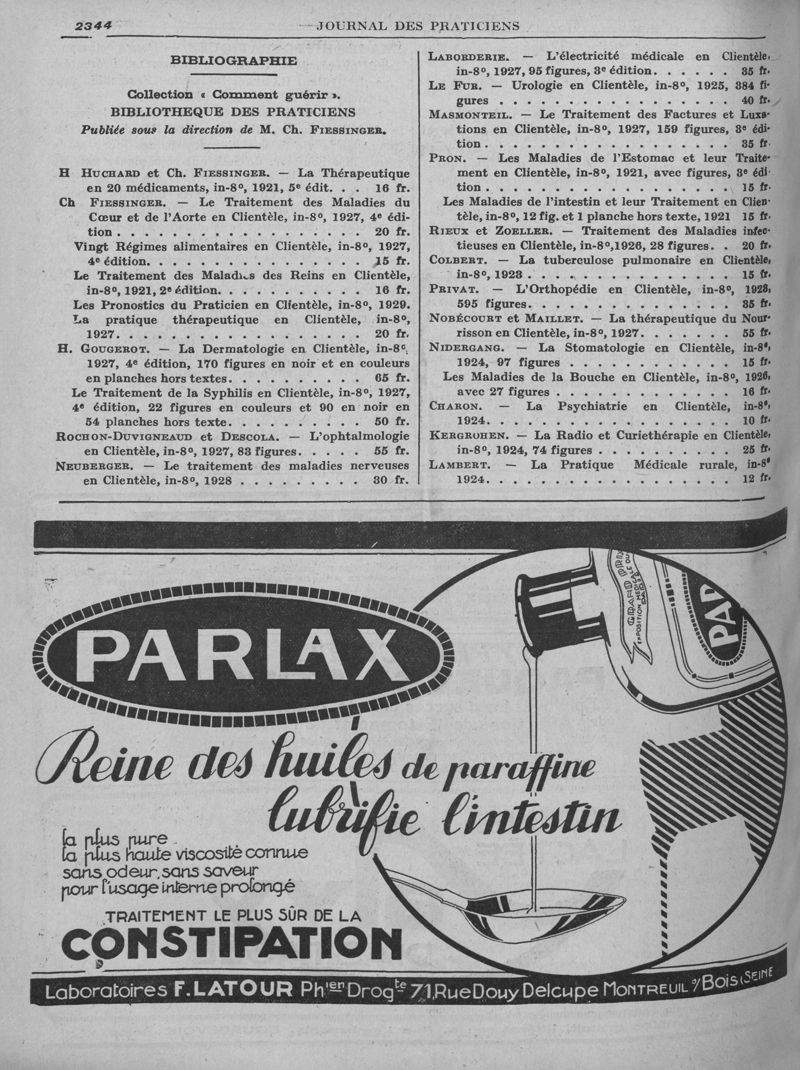 2344
JOURNAL DES PRATICIENS
BIBLIOGRAPHIE
Collection « Comment guérir ».
BIBLIOTHEQUE DES PRATICIENS
Publiée sous la direction de M. Ch. FIESSINGER.
H HUCHARD et Ch. FIESSINGER. — La Thérapeutique
en 20 médicaments, in-8°, 1921, 5e édit. . . 16 fr.
Ch FIESSINGER. — Le Traitement des Maladies du
Cœur et de l'Aorte en Clientèle, in-8°, 1927, 4e édi-
tion . . . . . . . . . . . . . . . . . . 20 fr.
Vingt Régimes alimentaires en Clientèle, in-8°, 1927,
4e édition. . . . . . . . . . . . . . . . 15 fr.
Le Traitement des Maladies des Reins en Clientèle,
in-8°, 1921, 2e édition. . . . . . . . . . 16 fr.
Les Pronostics du Praticien en Clientèle, in-8°, 1929.
La pratique thérapeutique en Clientèle, in-8°,
1927. . . . . . . . . . . . . . . . . . 20 fr.
H. GOUGEROT. — La Dermatologie en Clientèle, in-8°,
1927, 4e édition, 170 figures en noir et en couleurs
en planches hors textes. . . . . . . . . . 65 fr.
Le Traitement de la Syphilis en Clientèle, in-8°, 1927,
4e édition, 22 figures en couleurs et 90 en noir en
54 planches hors texte. . . . . . . . . . 50 fr.
ROCHON-DUVIGNEAUD et DESCOLA. — L'ophtalmologie
en Clientèle, in-8°, 1927, 83 figures. . . . . 55 fr.
NEUBERGER. — Le traitement des maladies nerveuses
en Clientèle, in-8°, 1928 . . . . . . . . . 30 fr.
LABORDERIE. — L'électricité médicale en Clientèle,
in-8°, 1927, 95 figures, 3e édition. . . . . . 35 fr.
LE FUR. — Urologie en Clientèle, in-8°, 1925, 384 fi-
gures . . . . . . . . . . . . . . . . . 40 fr.
MASMONTEIL. — Le Traitement des Factures et Luxa-
tions en Clientèle, in-8°, 1927, 159 figures, 3e édi-
tion. . . . . . . . . . . . . . . . . . 35 fr.
PRON. — Les Maladies de l'Estomac et leur Traite-
ment en Clientèle, in-8°, 1921, avec figures, 3e édi-
tion . . . . . . . . . . . . . . . . . . 15 fr.
Les Maladies de l'intestin et leur Traitement en Clien-
tèle, in-8°, 12 fig. et 1 planche hors texte, 1921 15 fr.
RIEUX et ZOELLER. — Traitement des Maladies infec-
tieuses en Clientèle, in-8°,1926, 28 figures. . 20 fr.
COLBERT. — La tuberculose pulmonaire en Clientèle,
in-8°, 1923 . . . . . . . . . . . . . . . 15 fr.
PRIVAT. — L'Orthopédie en Clientèle, in-8°, 1928,
595 figures. . . . . . . . . . . . . . . 85 fr.
NOBÉCOURT et MAILLET. — La thérapeutique du Nour-
risson en Clientèle, in-8°, 1927. . . . . . . 55 fr.
NIDERGANG. — La Stomatologie en Clientèle, in-8°,
1924, 97 figures . . . . . . . . . . . . 15 fr.
Les Maladies de la Bouche en Clientèle, in-8°, 1926,
avec 27 figures . . . . . . . . . . . . . 16 fr.
CHARON. — La Psychiatrie en Clientèle, in-8°,
1924. . . . . . . . . . . . . . . . . . 10 fr.
KERGROHEN. — La Radio et Curiethérapie en Clientèle,
in-8°, 1924, 74 figures . . . . . . . . . . 25 fr.
LAMBERT. — La Pratique Médicale rurale, in-8°
1924. . . . . . . . . . . . . . . . . . 12 fr.
GRAND PRIX
EXPOSITION MÉDICALE
PARIS
PAR
PARLAX
Reine des huiles de paraffine
lubrifie l'intestin
la plus pure
la plus haute viscosité connue
sans odeur, sans saveur
pour l'usage interne prolongé
TRAITEMENT LE PLUS SÛR DE LA
CONSTIPATION
Laboratoires F. LATOUR Phien Drogte 71, Rue Douy Delcupe MONTREUIL s/Bois (SEINE